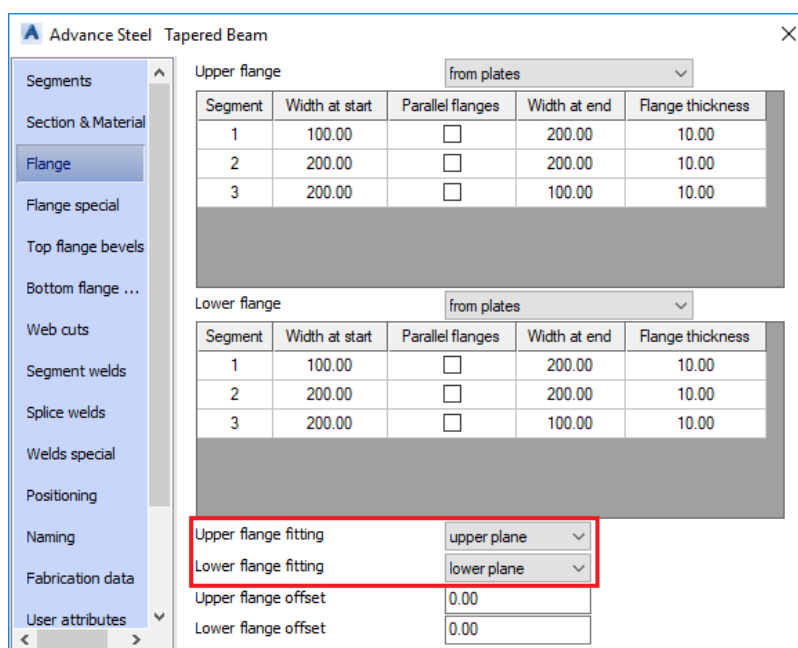 Advance Steel Tapered Beam
Segments
Section & Material
Flange
Flange special
Top flange bevels
Bottom flange ...
Web cuts
Segment welds
Splice welds
Welds special
Positioning
Naming
Fabrication data
User attributes
Upper flange from plates
Segment Width at start Parallel flanges Width at end Flange thickness
1 100.00 200.00 10.00
2 200.00 200.00 10.00
3 200.00 100.00 10.00
Lower flange from plates
Segment Width at start Parallel flanges Width at end Flange thickness
1 100.00 200.00 10.00
2 200.00 200.00 10.00
3 200.00 100.00 10.00
Upper flange fitting upper plane
Lower flange fitting lower plane
Upper flange offset 0.00
Lower flange offset 0.00